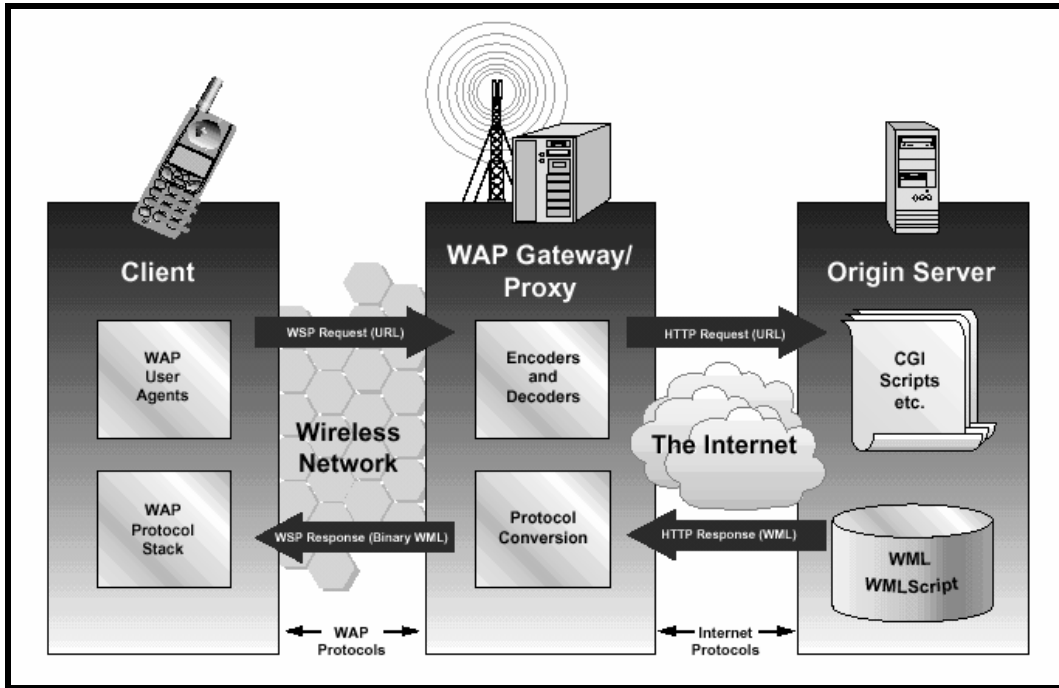 Client
WAP Gateway/
Proxy
Origin Server
WSP Request (URL)
HTTP Request (URL)
WAP
User
Agents
Encoders
and
Decoders
CGI
Scripts
etc.
Wireless
Network
The Internet
WAP
Protocol
Stack
WSP Response (Binary WML)
Protocol
Conversion
HTTP Response (WML)
WML
WMLScript
WAP
Protocols
Internet
Protocols